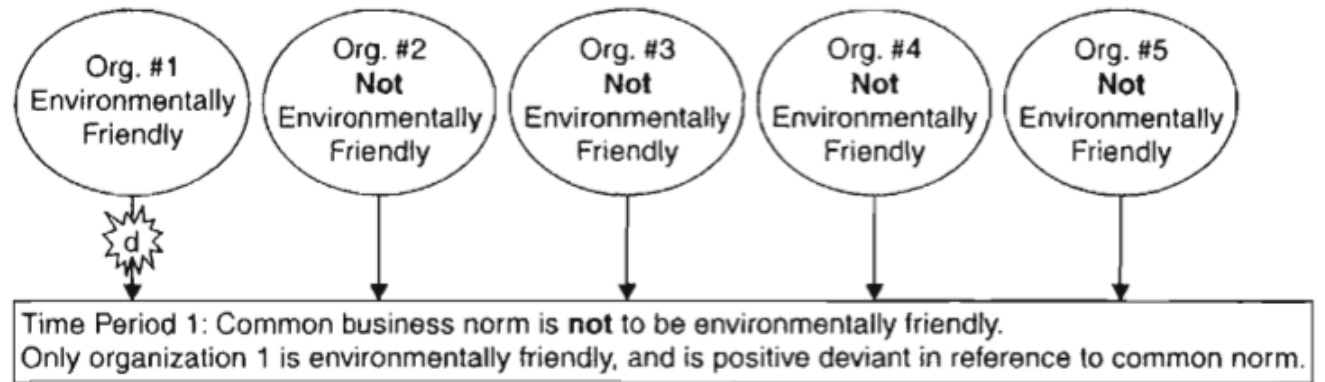 Org. #1
Environmentally
Friendly
Org. #2
Not
Environmentally
Friendly
Org. #3
Not
Environmentally
Friendly
Org. #4
Not
Environmentally
Friendly
Org. #5
Not
Environmentally
Friendly
d
Time Period 1: Common business norm is not to be environmentally friendly.
Only organization 1 is environmentally friendly, and is positive deviant in reference to common norm.